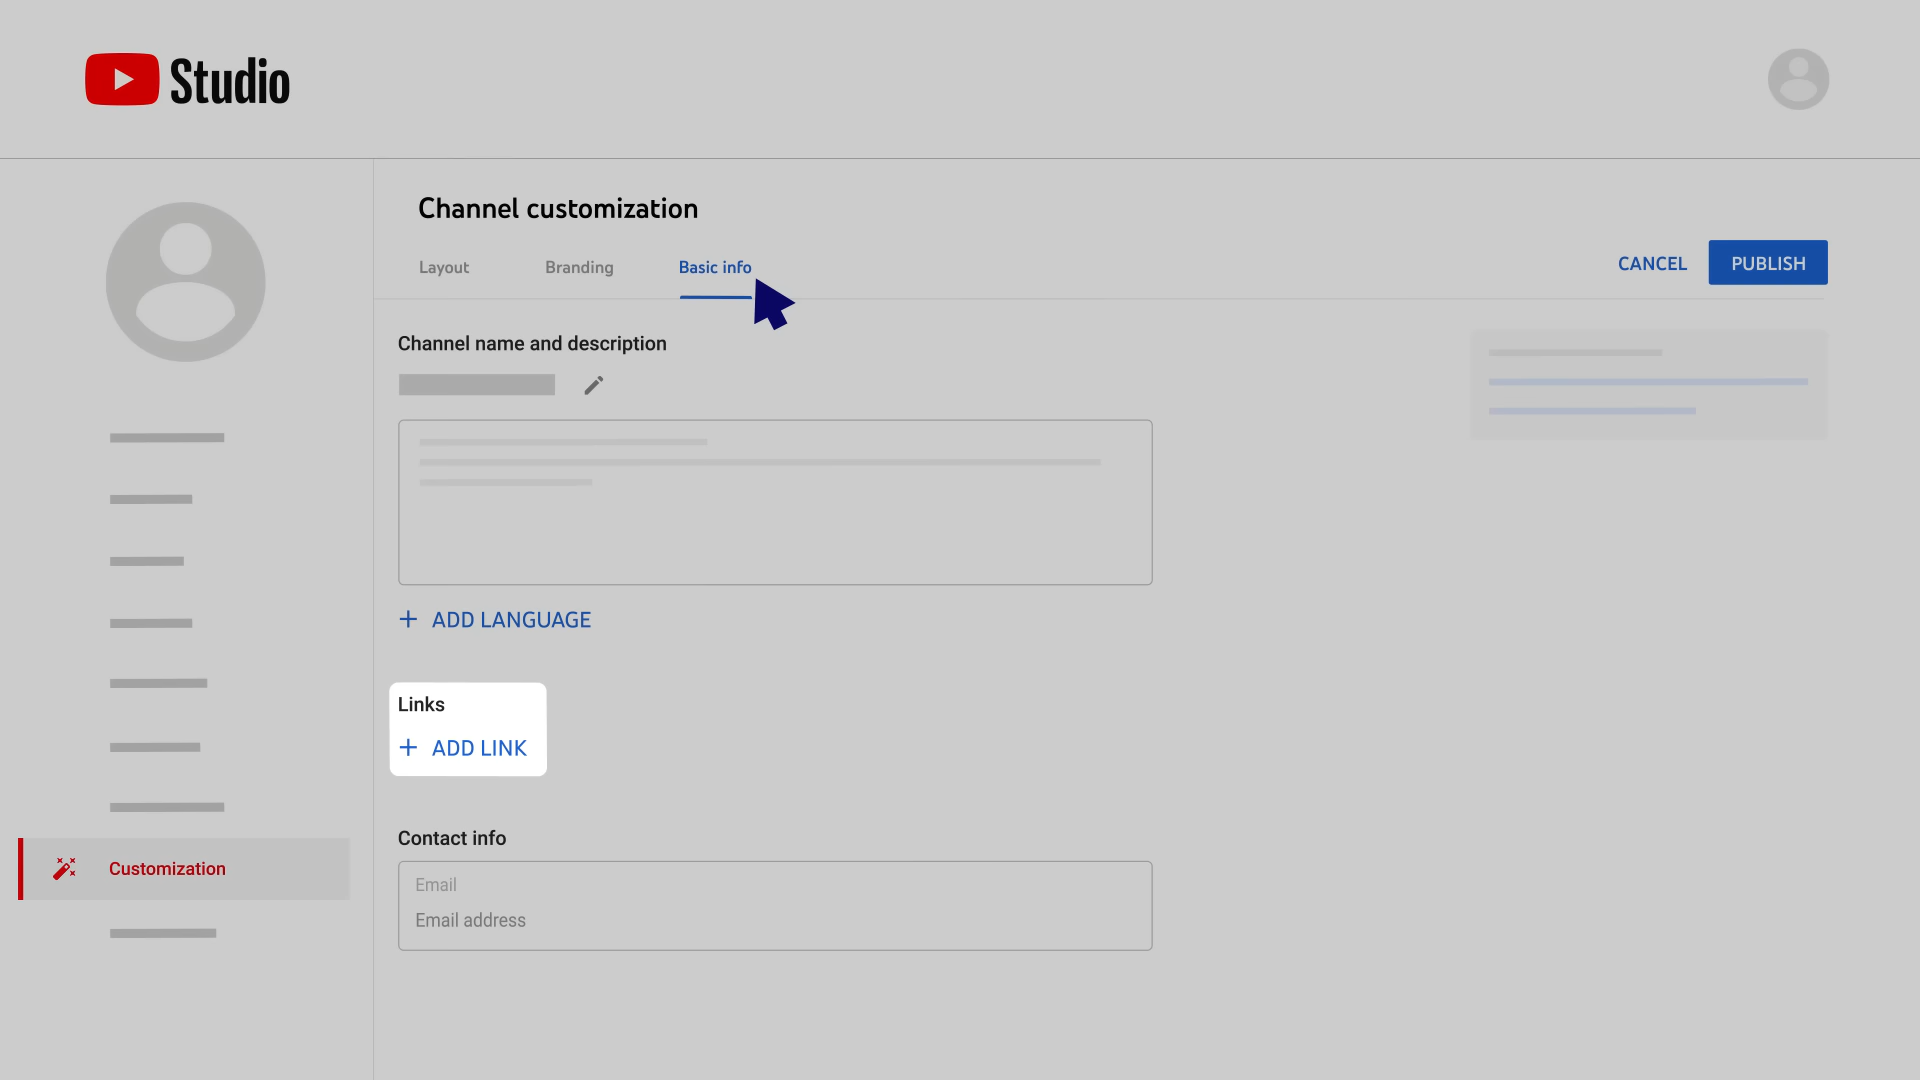 Studio
Channel customization
Layout
Branding
Basic info
CANCEL
PUBLISH
Channel name and description
+ ADD LANGUAGE
Links
+ ADD LINK
Contact info
Email
Email address
Customization